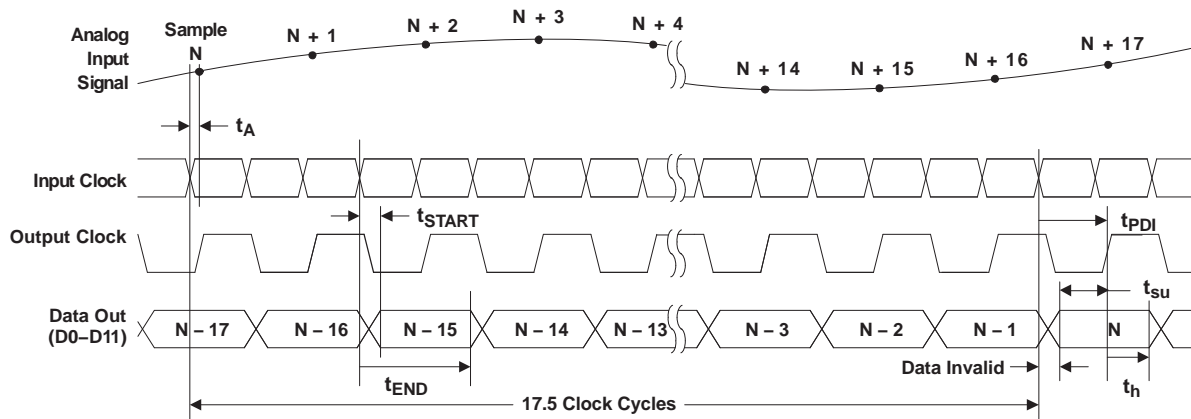 Analog
Input
Signal
Sample
N
N + 1
N + 2
N + 3
N + 4
N + 14
N + 15
N + 16
N + 17
tA
Input Clock
tSTART
tPDI
Output Clock
tsu
Data Out
(D0–D11)
N – 17
N – 16
N – 15
N – 14
N – 13
N – 3
N – 2
N – 1
N
tEND
Data Invalid
th
17.5 Clock Cycles